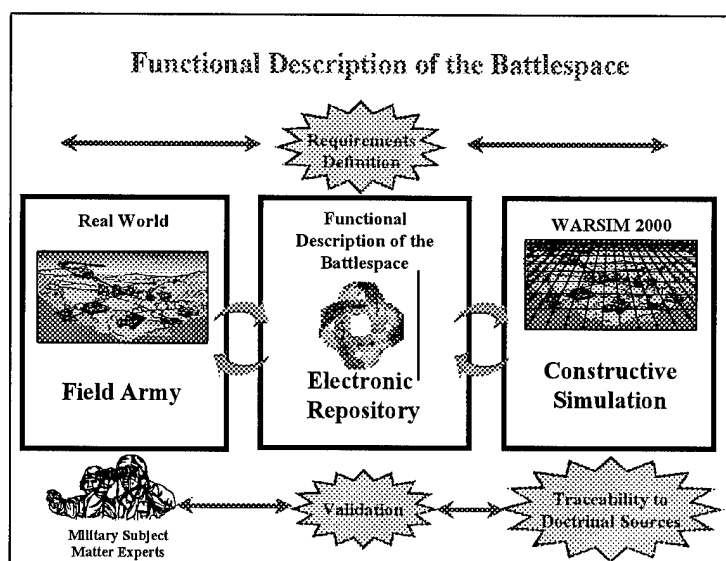 Functional Description of the Battlespace
Requirements
Definition
Real World
Field Army
Functional
Description of the
Battlespace
Electronic
Repository
WARSIM 2000
Constructive
Simulation
Military Subject
Matter Experts
Validation
Traceability to
Doctrinal Sources